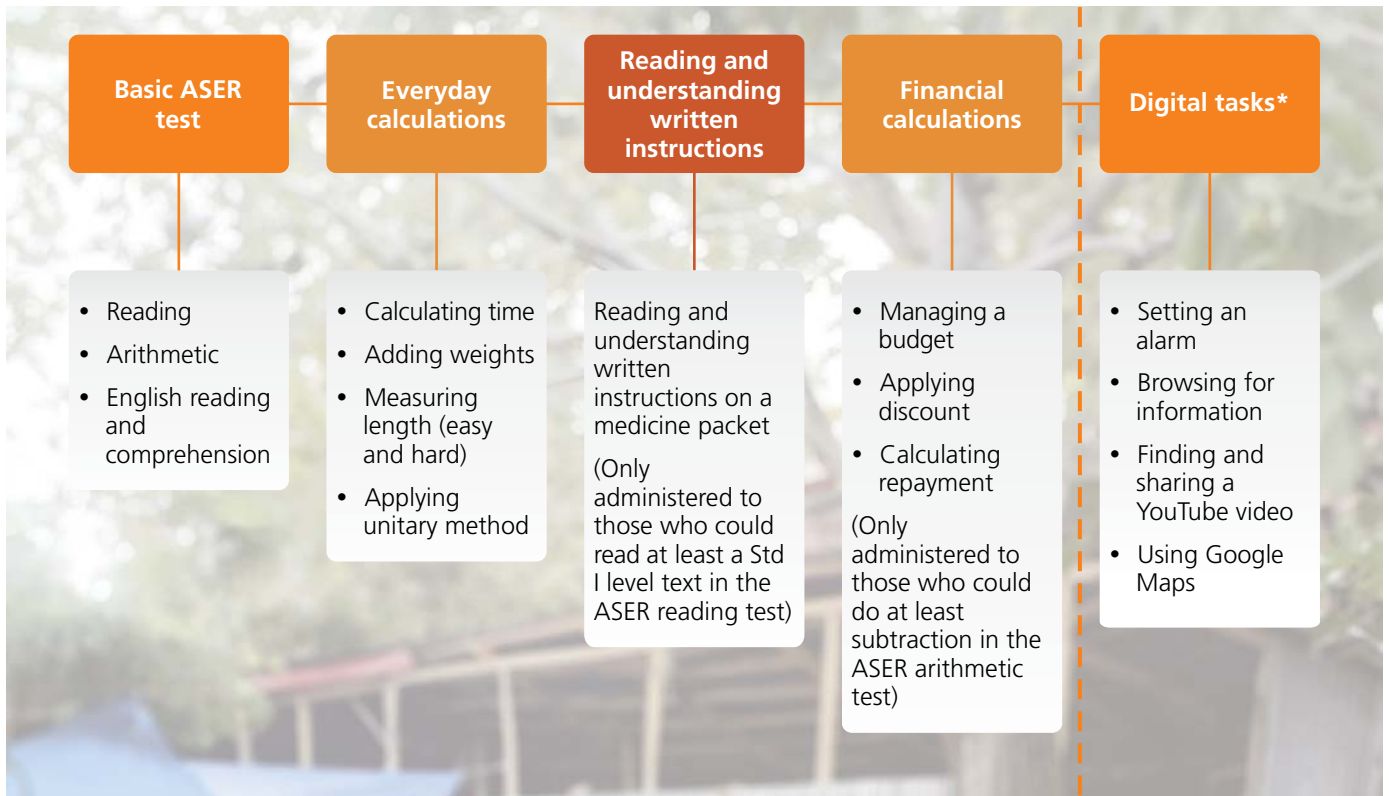 Basic ASER
test
Everyday
calculations
Reading and
understanding
written
instructions
Financial
calculations
Digital tasks*
• Reading
• Arithmetic
• English reading
and
comprehension
• Calculating time
• Adding weights
• Measuring
length (easy
and hard)
• Applying
unitary method
Reading and
understanding
written
instructions on a
medicine packet
(Only
administered to
those who could
read at least a Std
I level text in the
ASER reading test)
• Managing a
budget
• Applying
discount
• Calculating
repayment
(Only
administered to
those who could
do at least
subtraction in the
ASER arithmetic
test)
• Setting an
alarm
• Browsing for
information
• Finding and
sharing a
YouTube video
• Using Google
Maps